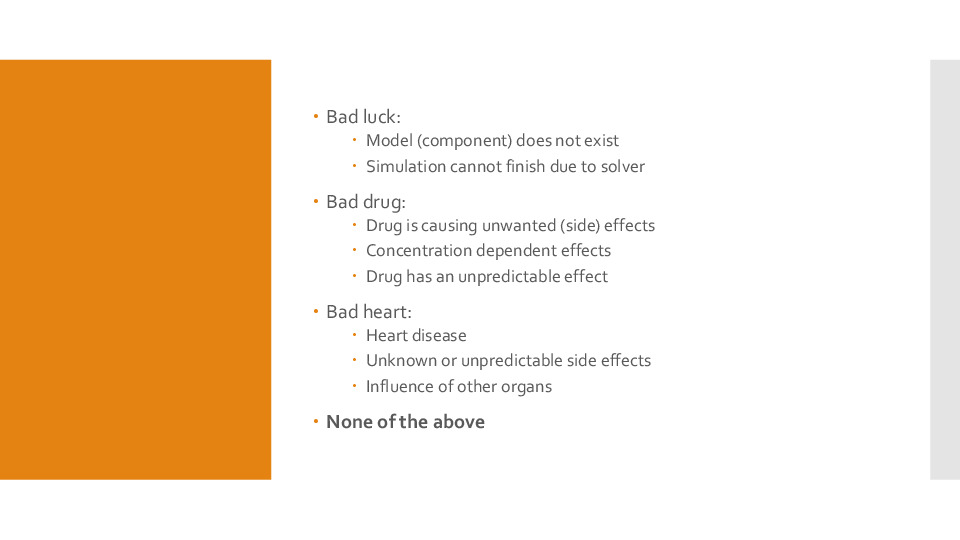 • Bad luck:
• Model (component) does not exist
• Simulation cannot finish due to solver
• Bad drug:
• Drug is causing unwanted (side) effects
• Concentration dependent effects
• Drug has an unpredictable effect
• Bad heart:
• Heart disease
• Unknown or unpredictable side effects
• Influence of other organs
• None of the above